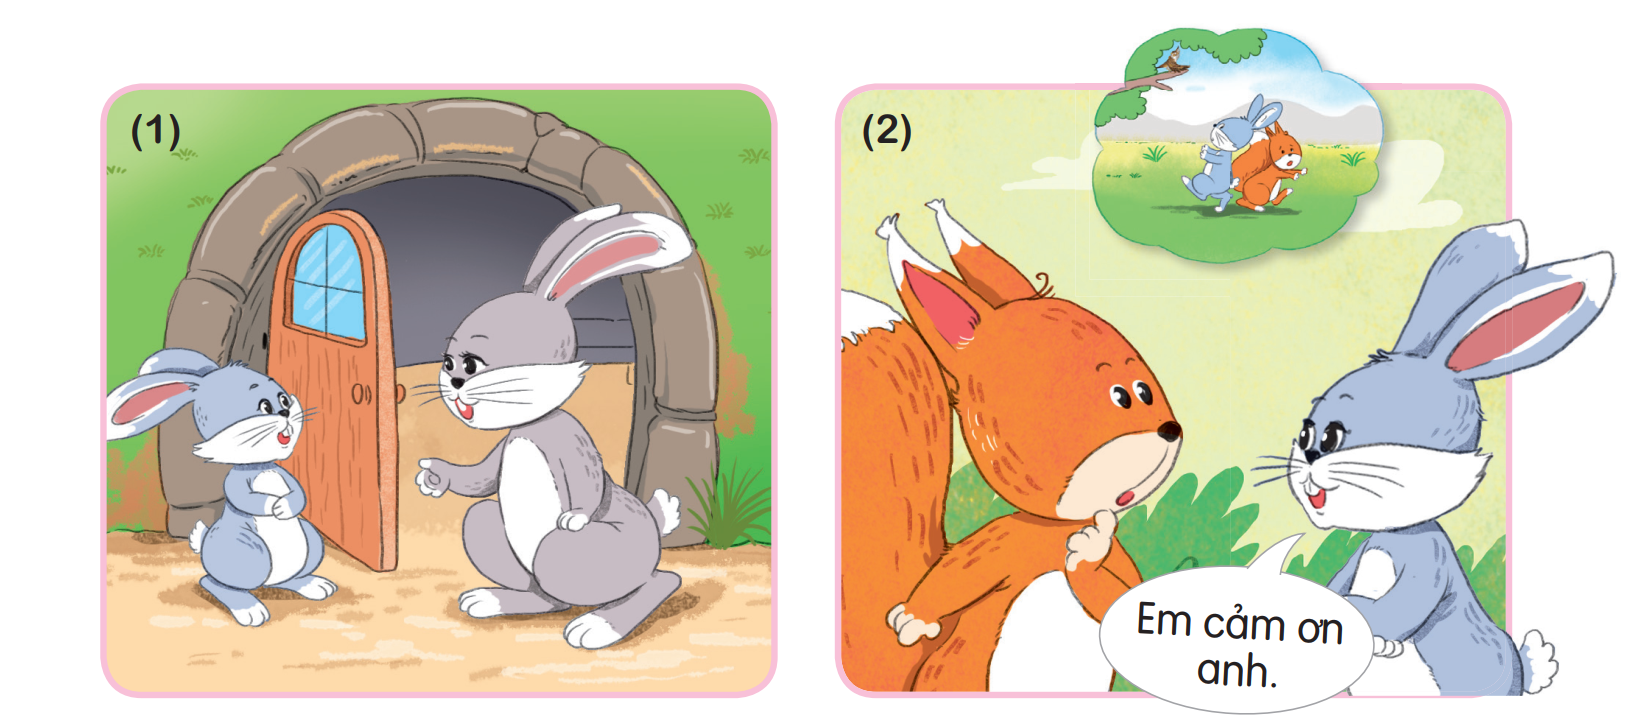 (1)
(2)
Em cảm ơn
anh.